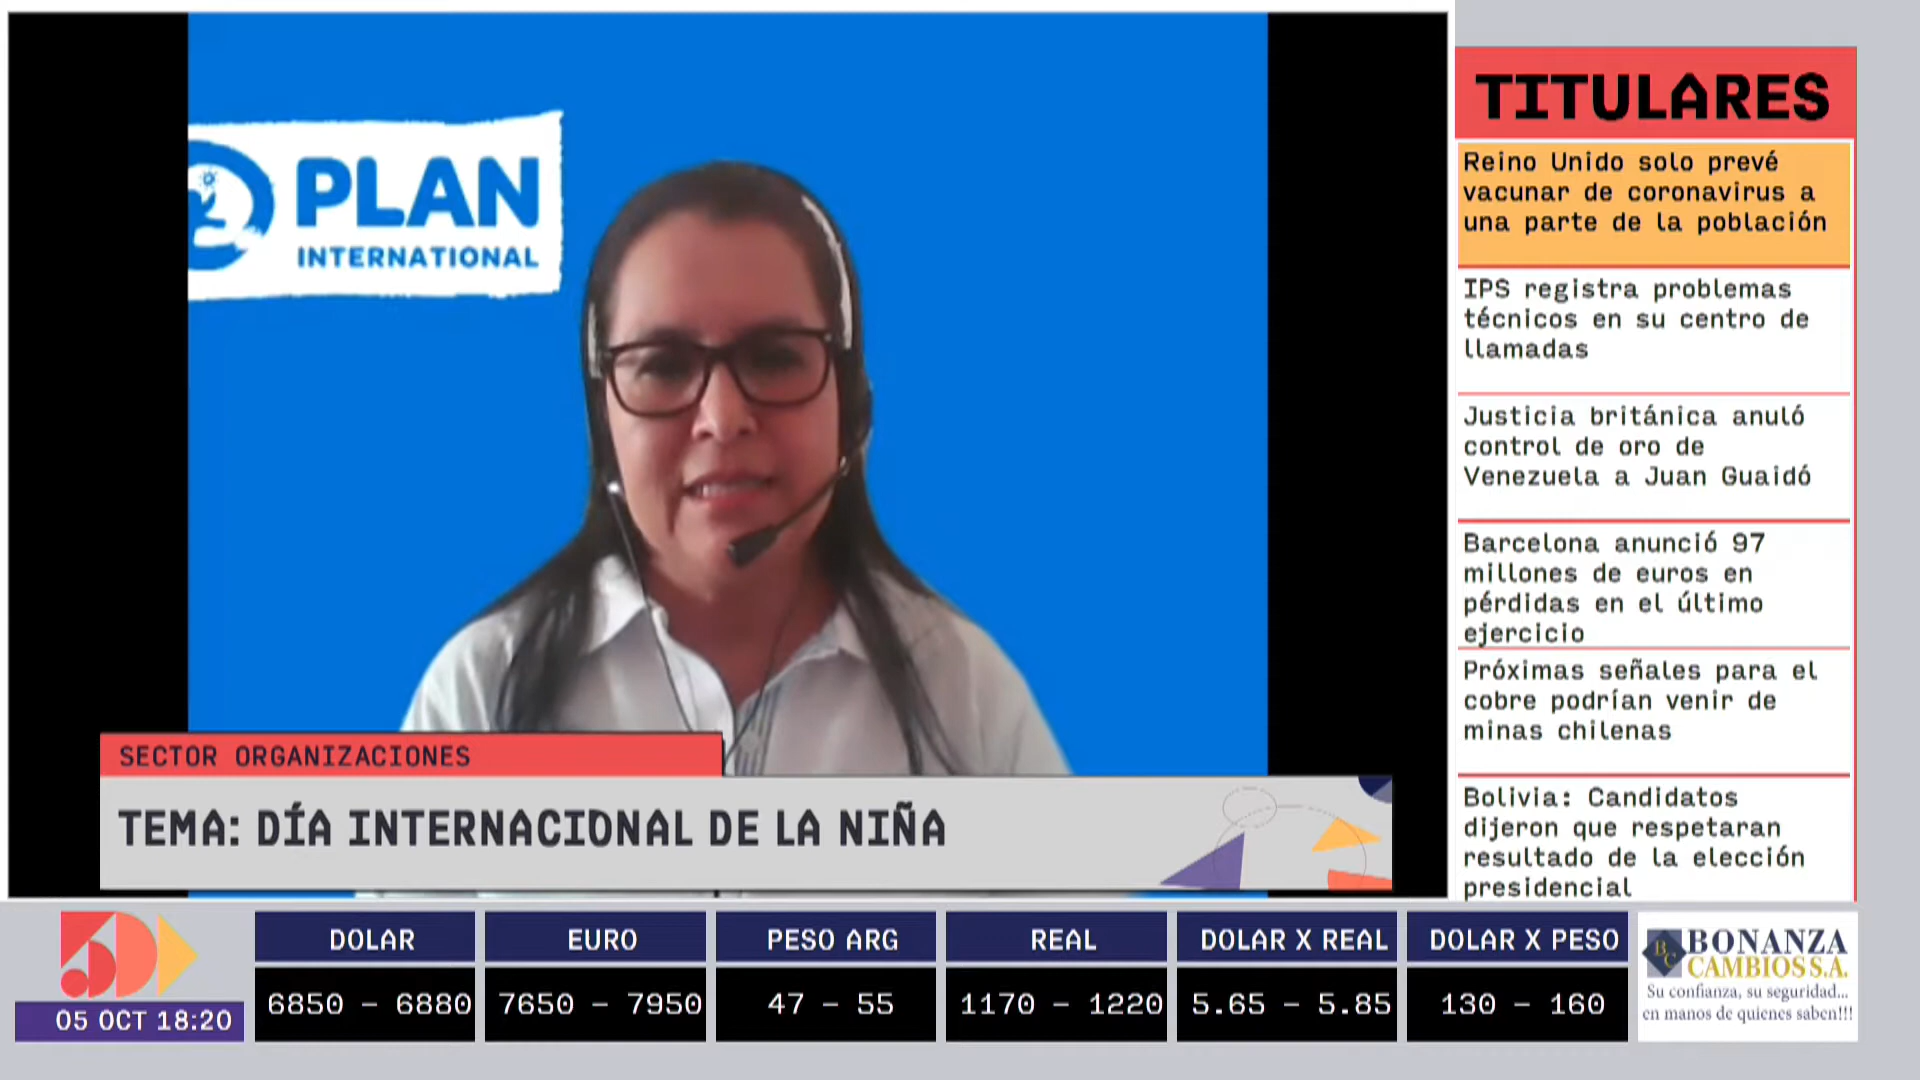 PLAN
INTERNATIONAL
SECTOR ORGANIZACIONES
TEMA: DÍA INTERNACIONAL DE LA NIÑA
TITULARES
Reino Unido solo prevé
vacunar de coronavirus a
una parte de la población
IPS registra problemas
técnicos en su centro de
llamadas
Justicia británica anuló
control de oro de
Venezuela a Juan Guaidó
Barcelona anunció 97
millones de euros en
pérdidas en el último
ejercicio
Próximas señales para el
cobre podrían venir de
minas chilenas
Bolivia: Candidatos
dijeron que respetaran
resultado de la elección
presidencial
5D
05 OCT 18:20
DOLAR
6850 - 6880
EURO
7650 - 7950
PESO ARG
47 - 55
REAL
1170 - 1220
DOLAR X REAL
5.65 - 5.85
DOLAR X PESO
130 - 160
BC
BONANZA
CAMBIOS S.A.
Su confianza, su seguridad...
en manos de quienes saben!!!